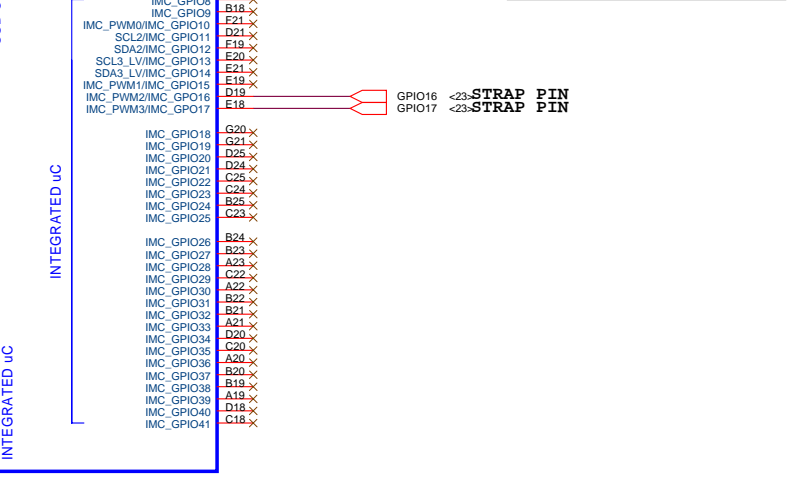 IMC_GPIO8
IMC_GPIO9 B18
IMC_PWM0/IMC_GPIO10 F21
SCL2/IMC_GPIO11 D21
SDA2/IMC_GPIO12 F19
SCL3_LV/IMC_GPIO13 E20
SDA3_LV/IMC_GPIO14 E21
IMC_PWM1/IMC_GPIO15 E19
IMC_PWM2/IMC_GPO16 D19 GPIO16 <23> STRAP PIN
IMC_PWM3/IMC_GPO17 E18 GPIO17 <23> STRAP PIN
IMC_GPIO18 G20
IMC_GPIO19 G21
IMC_GPIO20 D25
IMC_GPIO21 D24
IMC_GPIO22 C25
IMC_GPIO23 C24
IMC_GPIO24 B25
IMC_GPIO25 C23
IMC_GPIO26 B24
IMC_GPIO27 B23
IMC_GPIO28 A23
IMC_GPIO29 C22
IMC_GPIO30 A22
IMC_GPIO31 B22
IMC_GPIO32 B21
IMC_GPIO33 A21
IMC_GPIO34 D20
IMC_GPIO35 C20
IMC_GPIO36 A20
IMC_GPIO37 B20
IMC_GPIO38 B19
IMC_GPIO39 A19
IMC_GPIO40 D18
IMC_GPIO41 C18
INTEGRATED uC
INTEGRATED uC